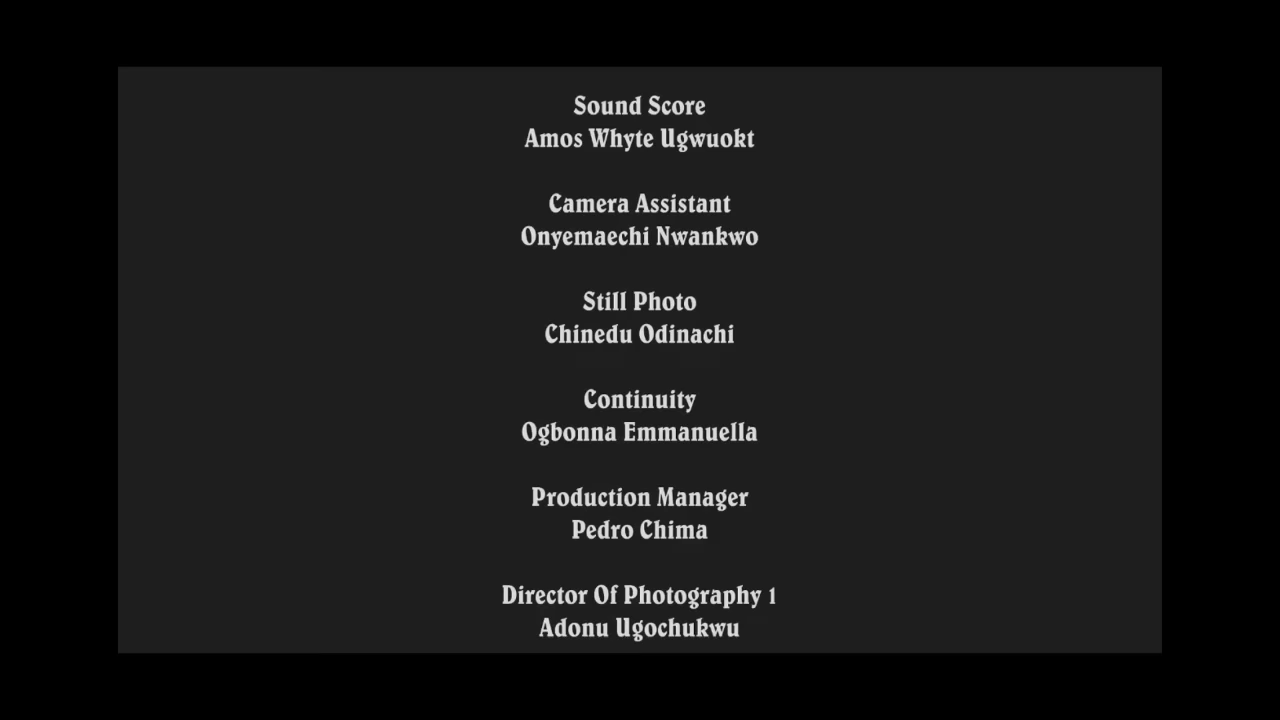 Sound Score
Amos Whyte Ugwuokt
Camera Assistant
Onyemaechi Nwankwo
Still Photo
Chinedu Odinachi
Continuity
Ogbonna Emmanuella
Production Manager
Pedro Chima
Director Of Photography 1
Adonu Ugochukwu